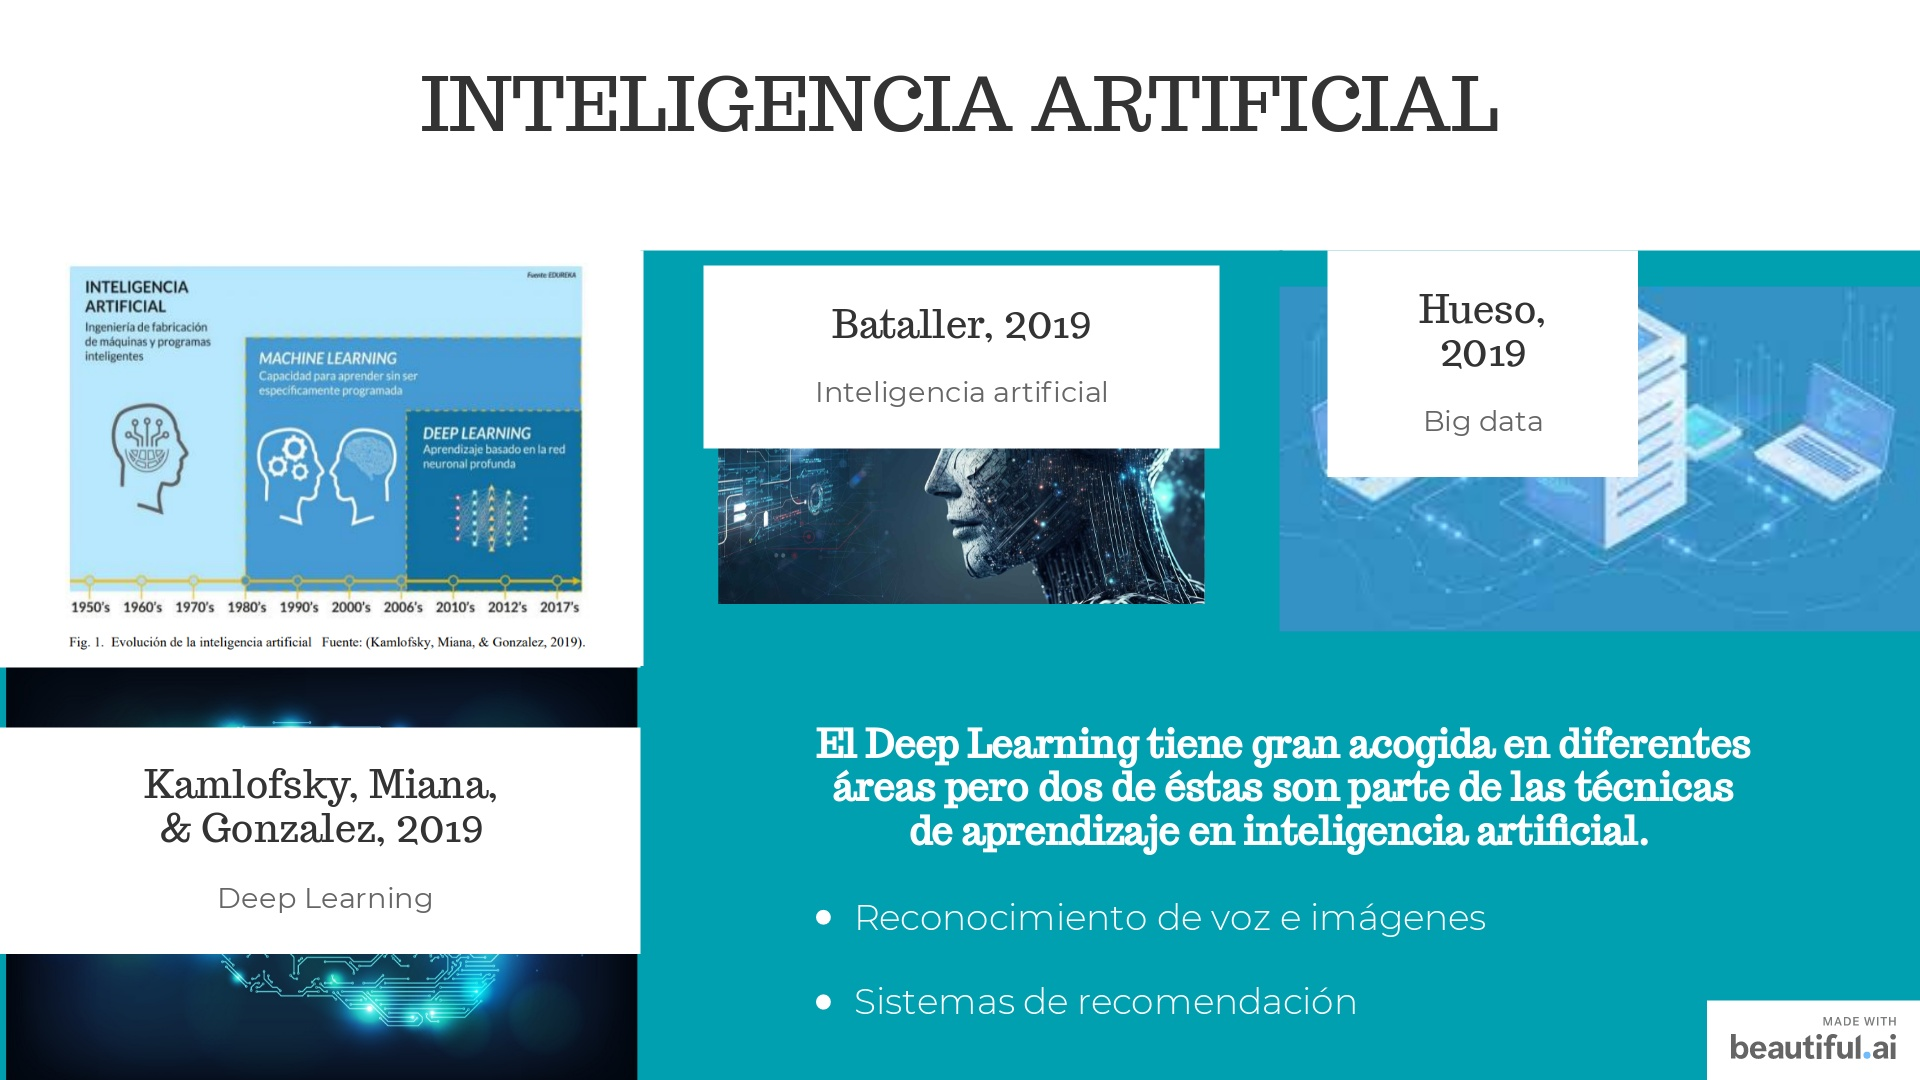 INTELIGENCIA ARTIFICIAL
Fuente: EDUREKA
INTELIGENCIA
ARTIFICIAL
Ingeniería de fabricación
de máquinas y programas
inteligentes
MACHINE LEARNING
Capacidad para aprender sin ser
específicamente programada
DEEP LEARNING
Aprendizaje basado en la red
neuronal profunda
1950's 1960's 1970's 1980's 1990's 2000's 2006's 2010's 2012's 2017's
Fig. 1. Evolución de la inteligencia artificial Fuente: (Kamlofsky, Miana, & Gonzalez, 2019).
Bataller, 2019
Inteligencia artificial
Hueso,
2019
Big data
Kamlofsky, Miana,
& Gonzalez, 2019
Deep Learning
El Deep Learning tiene gran acogida en diferentes
áreas pero dos de éstas son parte de las técnicas
de aprendizaje en inteligencia artificial.
• Reconocimiento de voz e imágenes
• Sistemas de recomendación
MADE WITH
beautiful.ai